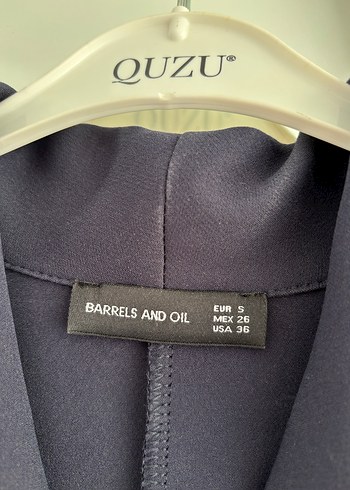 QUZU®
BARRELS AND OIL
EUR S
MEX 26
USA 36